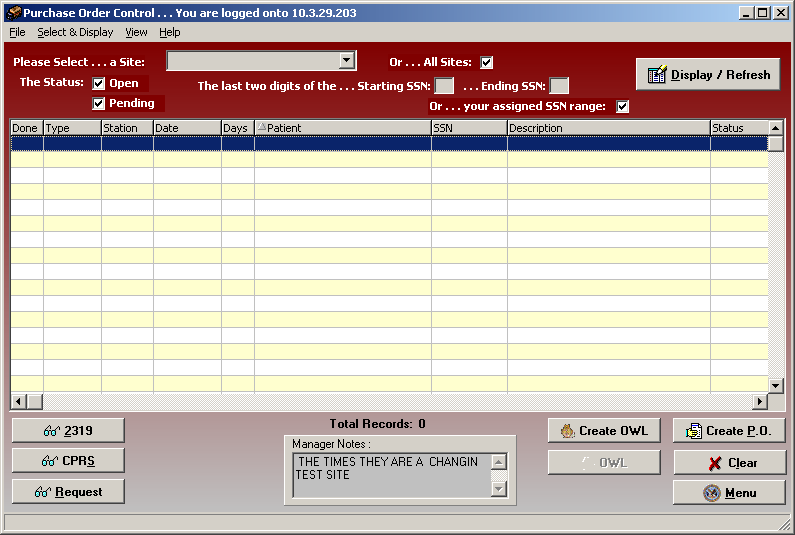 Purchase Order Control . . . You are logged onto 10.3.29.203
File Select & Display View Help
Please Select . . . a Site: Or . . . All Sites:
The Status: Open The last two digits of the . . . Starting SSN: . . . Ending SSN: Display / Refresh
Pending Or . . . your assigned SSN range:
Done Type Station Date Days Patient SSN Description Status
Total Records: 0
2319 Manager Notes : Create OWL Create P.O.
CPRS THE TIMES THEY ARE A CHANGIN OWL Clear
Request TEST SITE Menu